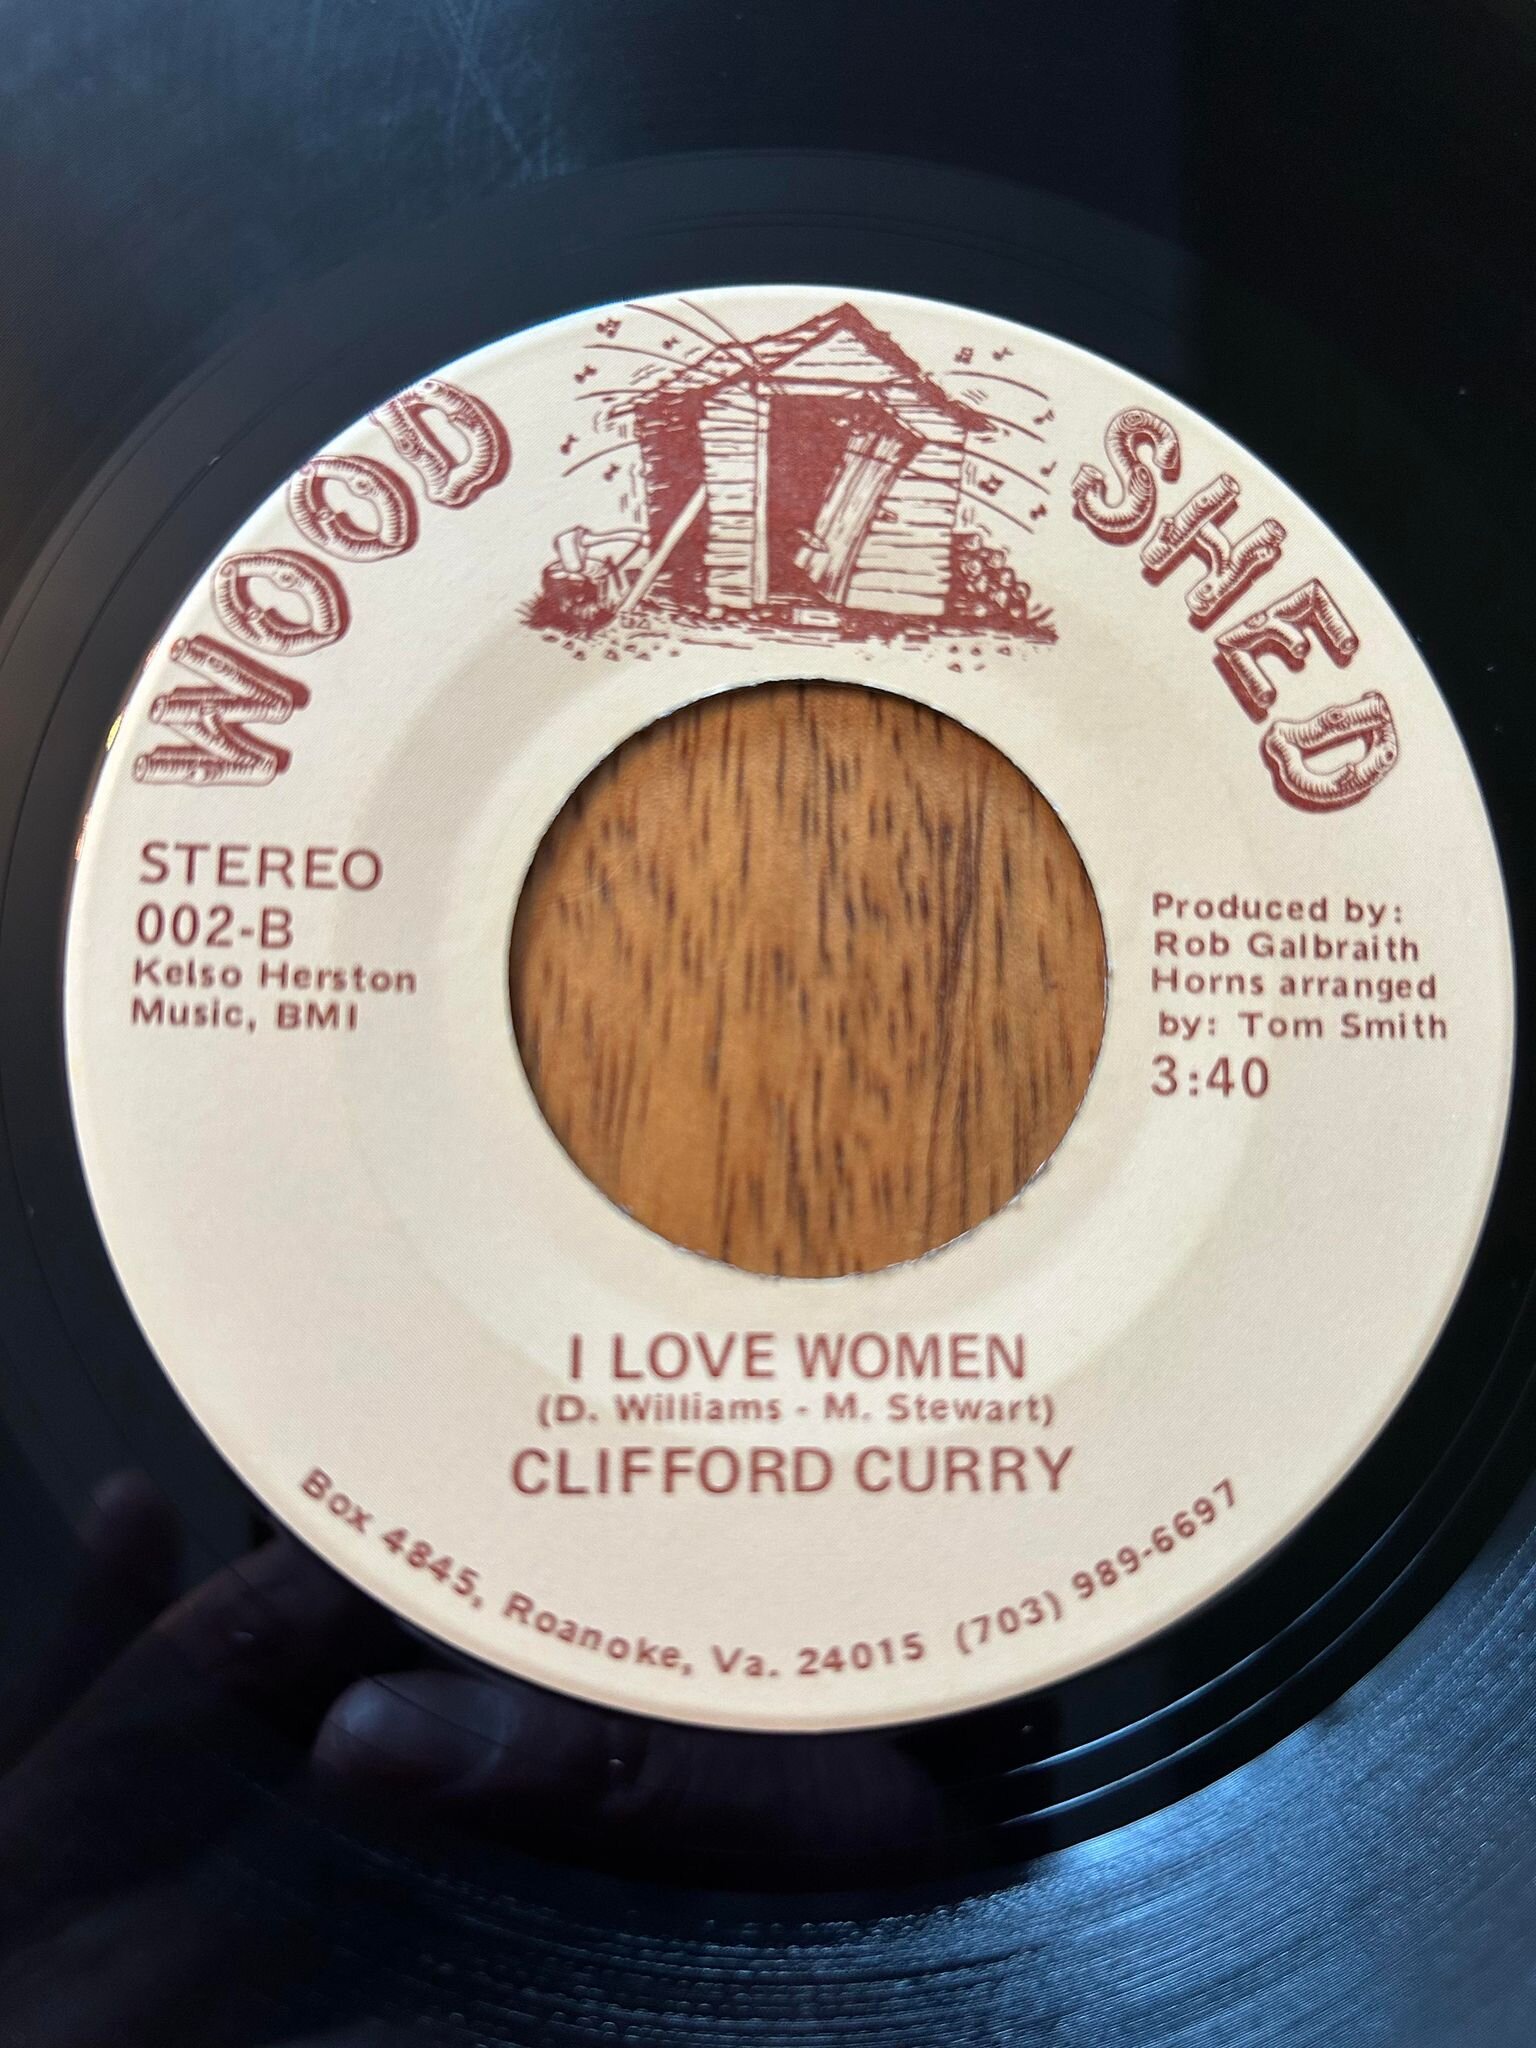 WOOD SHED
STEREO
002-B
Kelso Herston
Music, BMI
Produced by:
Rob Galbraith
Horns arranged
by: Tom Smith
3:40
I LOVE WOMEN
(D. Williams - M. Stewart)
CLIFFORD CURRY
Box 4845, Roanoke, Va. 24015 (703) 989-6697